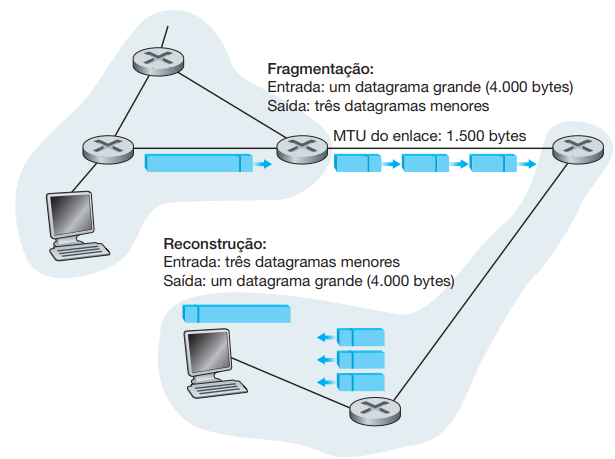 Fragmentação:
Entrada: um datagrama grande (4.000 bytes)
Saída: três datagramas menores
MTU do enlace: 1.500 bytes
Reconstrução:
Entrada: três datagramas menores
Saída: um datagrama grande (4.000 bytes)